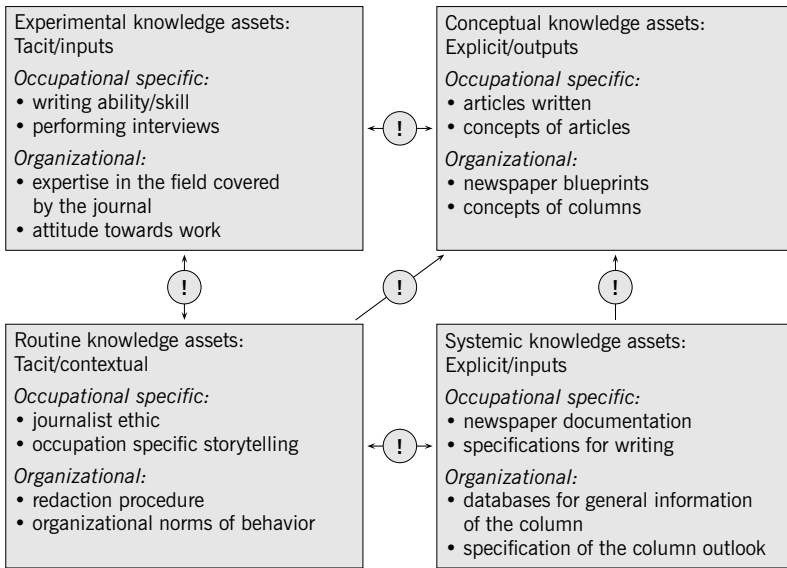 Experimental knowledge assets:
Tacit/inputs
Occupational specific:
• writing ability/skill
• performing interviews
Organizational:
• expertise in the field covered
by the journal
• attitude towards work
!
Conceptual knowledge assets:
Explicit/outputs
Occupational specific:
• articles written
• concepts of articles
Organizational:
• newspaper blueprints
• concepts of columns
!
!
!
Routine knowledge assets:
Tacit/contextual
Occupational specific:
• journalist ethic
• occupation specific storytelling
Organizational:
• redaction procedure
• organizational norms of behavior
!
Systemic knowledge assets:
Explicit/inputs
Occupational specific:
• newspaper documentation
• specifications for writing
Organizational:
• databases for general information
of the column
• specification of the column outlook